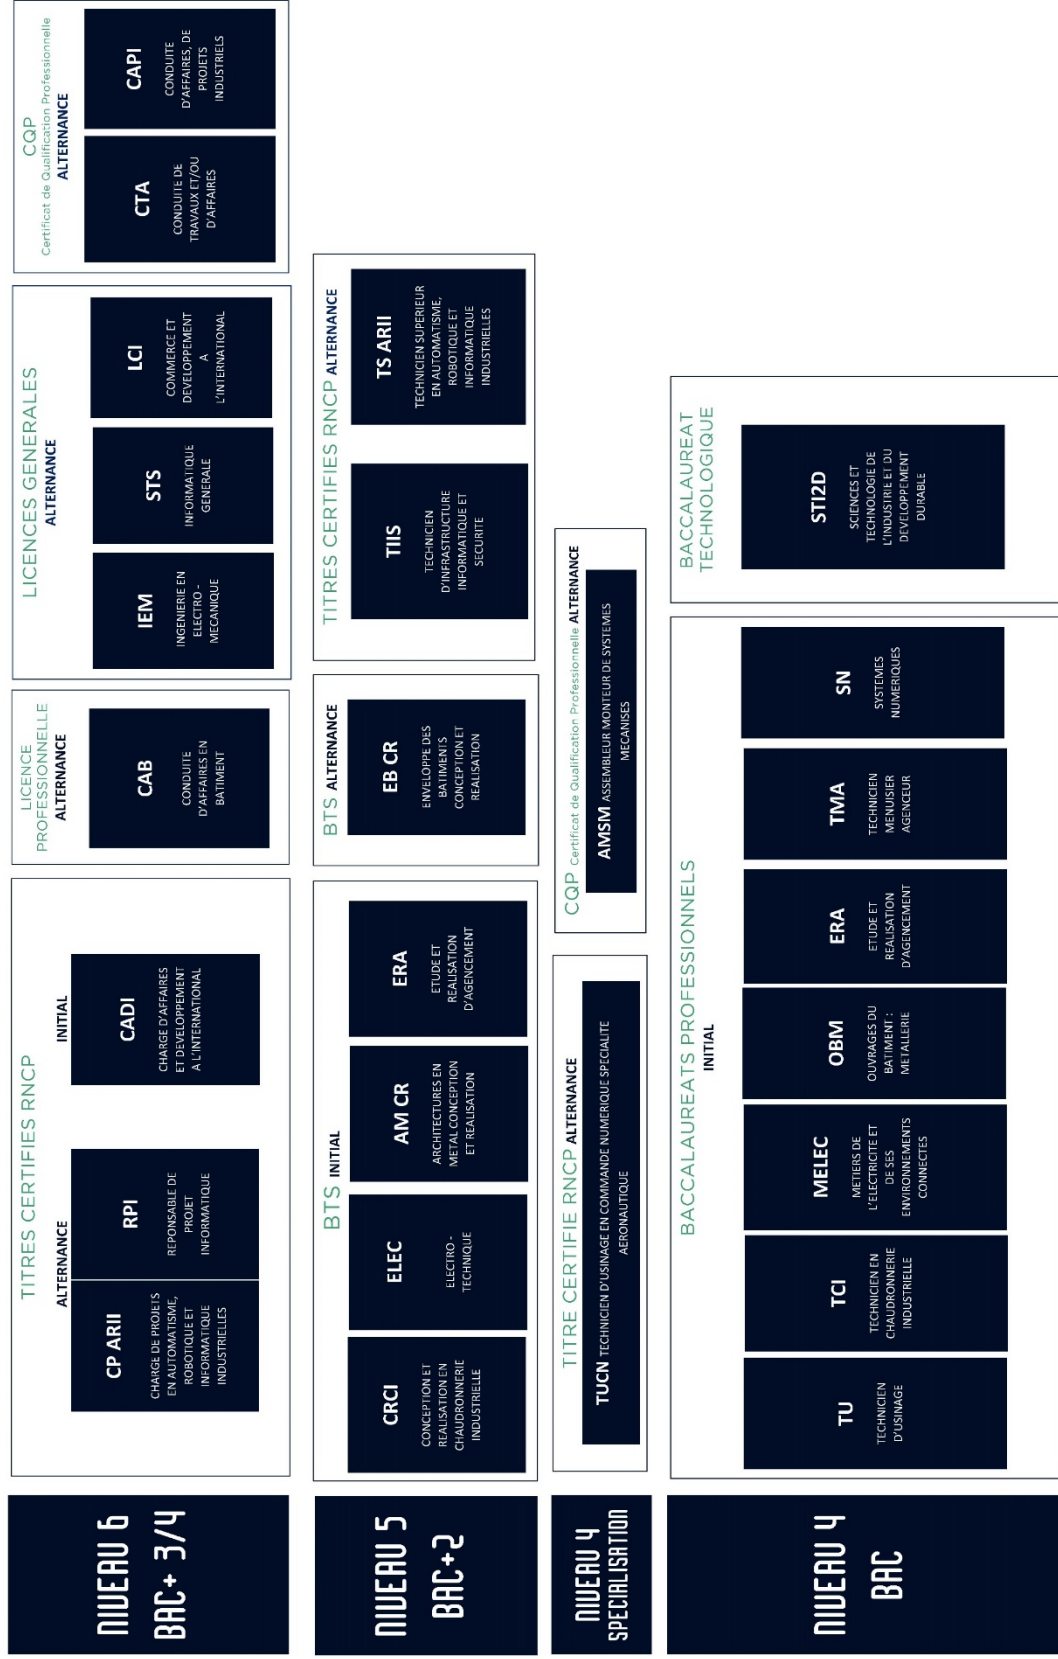 NIVEAU 6
BAC+ 3/4
TITRES CERTIFIES RNCP
ALTERNANCE
CP ARII
CHARGE DE PROJETS
EN AUTOMATISME,
ROBOTIQUE ET
INFORMATIQUE
INDUSTRIELLES
RPI
REPONSABLE DE
PROJET
INFORMATIQUE
INITIAL
CADI
CHARGE D'AFFAIRES
ET DEVELOPPEMENT
A L'INTERNATIONAL
LICENCE
PROFESSIONNELLE
ALTERNANCE
CAB
CONDUITE
D'AFFAIRES EN
BÂTIMENT
LICENCES GENERALES
ALTERNANCE
IEM
INGENIERIE EN
ELECTRO -
MECANIQUE
STS
INFORMATIQUE
GENERALE
LCI
COMMERCE ET
DEVELOPPEMENT
A
L'INTERNATIONAL
CQP
Certificat de Qualification Professionnelle
ALTERNANCE
CTA
CONDUITE DE
TRAVAUX ET/OU
D'AFFAIRES
CAPI
CONDUITE
D'AFFAIRES, DE
PROJETS
INDUSTRIELS
NIVEAU 5
BAC+2
BTS INITIAL
CRCI
CONCEPTION ET
REALISATION EN
CHAUDRONNERIE
INDUSTRIELLE
ELEC
ELECTRO -
TECHNIQUE
AM CR
ARCHITECTURES EN
METAL CONCEPTION
ET REALISATION
ERA
ETUDE ET
REALISATION
D'AGENCEMENT
BTS ALTERNANCE
EB CR
ENVELOPPE DES
BATIMENTS
CONCEPTION ET
REALISATION
TITRES CERTIFIES RNCP ALTERNANCE
TIIS
TECHNICIEN
D'INFRASTRUCTURE
INFORMATIQUE ET
SECURITE
TS ARII
TECHNICIEN SUPERIEUR
EN AUTOMATISME,
ROBOTIQUE ET
INFORMATIQUE
INDUSTRIELLES
NIVEAU 4
SPECIALISATION
TITRE CERTIFIE RNCP ALTERNANCE
TUCN TECHNICIEN D'USINAGE EN COMMANDE NUMERIQUE SPECIALITE
AERONAUTIQUE
CQP Certificat de Qualification Professionnelle ALTERNANCE
AMSM ASSEMBLEUR MONTEUR DE SYSTEMES
MECANISES
NIVEAU 4
BAC
BACCALAUREATS PROFESSIONNELS
INITIAL
TU
TECHNICIEN
D'USINAGE
TCI
TECHNICIEN EN
CHAUDRONNERIE
INDUSTRIELLE
MELEC
METIERS DE
L'ELECTRICITE ET
DE SES
ENVIRONNEMENTS
CONNECTES
OBM
OUVRAGES DU
BATIMENT :
METALLERIE
ERA
ETUDE ET
REALISATION
D'AGENCEMENT
TMA
TECHNICIEN
MENUISIER
AGENCEUR
SN
SYSTEMES
NUMERIQUES
BACCALAUREAT
TECHNOLOGIQUE
STI2D
SCIENCES ET
TECHNOLOGIE DE
L'INDUSTRIE ET DU
DEVELOPPEMENT
DURABLE